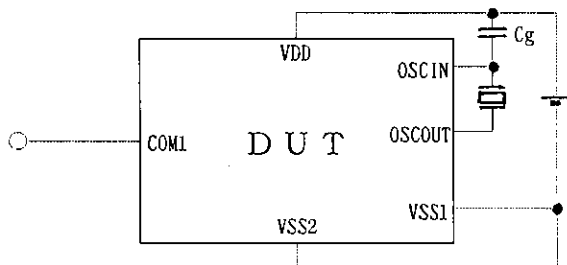 VDD
Cg
OSCIN
COM1
DUT
OSCOUT
VSS1
VSS2